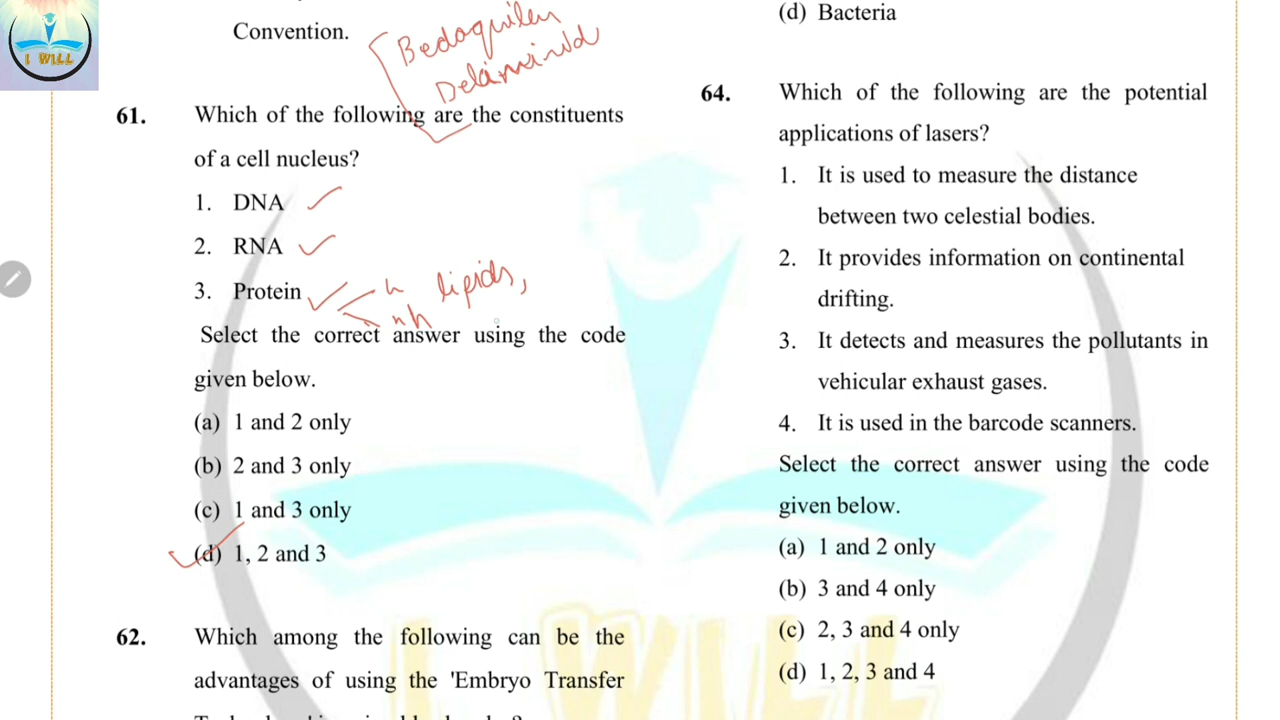 I WILL
Convention.
Bedaquilen
Delaminid
61. Which of the following are the constituents
of a cell nucleus?
1. DNA
2. RNA
3. Protein
h
nh
lipids,
Select the correct answer using the code
given below.
(a) 1 and 2 only
(b) 2 and 3 only
(c) 1 and 3 only
(d) 1, 2 and 3
62. Which among the following can be the
advantages of using the 'Embryo Transfer
(d) Bacteria
64. Which of the following are the potential
applications of lasers?
1. It is used to measure the distance
between two celestial bodies.
2. It provides information on continental
drifting.
3. It detects and measures the pollutants in
vehicular exhaust gases.
4. It is used in the barcode scanners.
Select the correct answer using the code
given below.
(a) 1 and 2 only
(b) 3 and 4 only
(c) 2, 3 and 4 only
(d) 1, 2, 3 and 4
I WILL